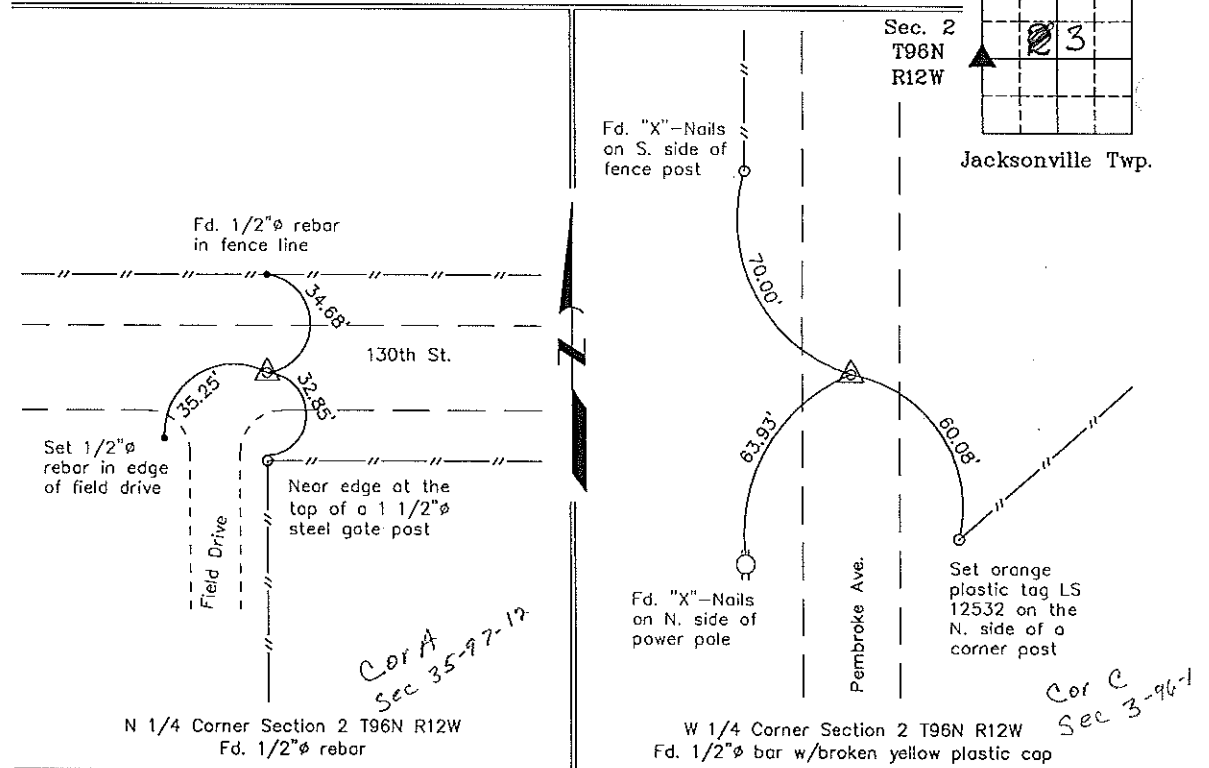 Fd. 1/2"ø rebar
in fence line
34.68'
130th St.
35.25'
32.85'
Set 1/2"ø
rebar in edge
of field drive
Near edge at the
top of a 1 1/2"ø
steel gate post
Field Drive
Cor A
Sec 35-97-12
N 1/4 Corner Section 2 T96N R12W
Fd. 1/2"ø rebar
Z
Sec. 2
T96N
R12W
3
Jacksonville Twp.
Fd. "X"-Nails
on S. side of
fence post
70.00'
63.93'
60.08'
Fd. "X"-Nails
on N. side of
power pole
Pembroke Ave.
Set orange
plastic tag LS
12532 on the
N. side of a
corner post
Cor C
Sec 3-96-1
W 1/4 Corner Section 2 T96N R12W
Fd. 1/2"ø bar w/broken yellow plastic cap